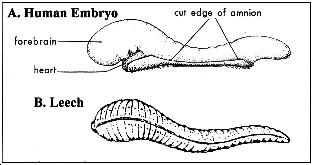 A. Human Embryo
cut edge of amnion
forebrain
heart
B. Leech